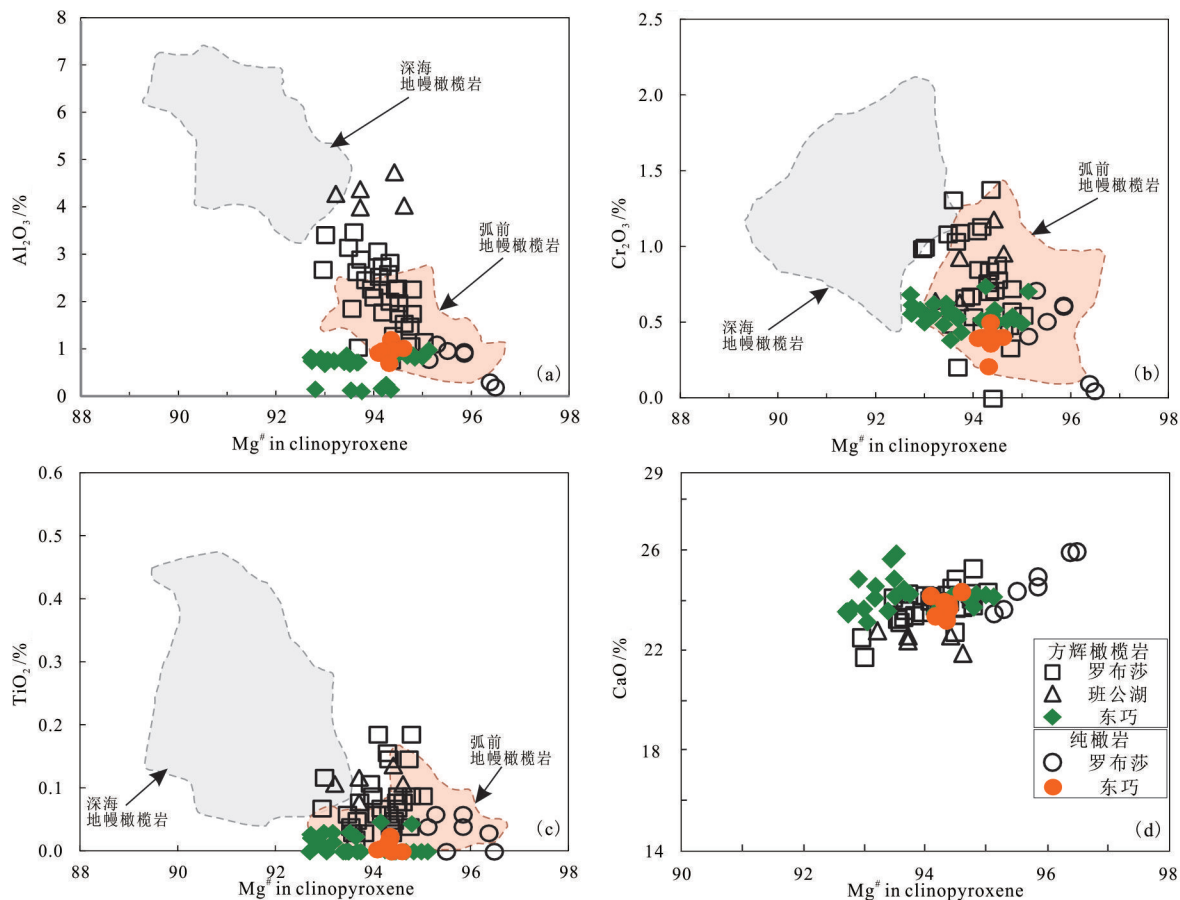 8
7
6
5
4
3
2
1
0
Al₂O₃/%
深海
地幔橄榄岩
弧前
地幔橄榄岩
(a)
88
90
92
94
96
98
Mg# in clinopyroxene
2.5
2.0
1.5
1.0
0.5
0.0
Cr₂O₃/%
弧前
地幔橄榄岩
深海
地幔橄榄岩
(b)
88
90
92
94
96
98
Mg# in clinopyroxene
0.6
0.5
0.4
0.3
0.2
0.1
0.0
TiO₂/%
弧前
地幔橄榄岩
深海
地幔橄榄岩
(c)
88
90
92
94
96
98
Mg# in clinopyroxene
29
26
22
18
14
CaO/%
方辉橄榄岩
罗布莎
班公湖
东巧
纯橄岩
罗布莎
东巧
(d)
90
92
94
96
98
Mg# in clinopyroxene